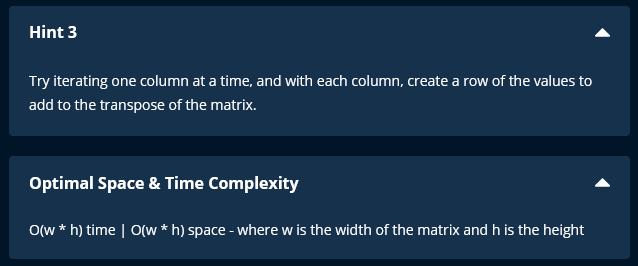 Hint 3
Try iterating one column at a time, and with each column, create a row of the values to
add to the transpose of the matrix.
Optimal Space & Time Complexity
O(w * h) time | O(w * h) space - where w is the width of the matrix and h is the height